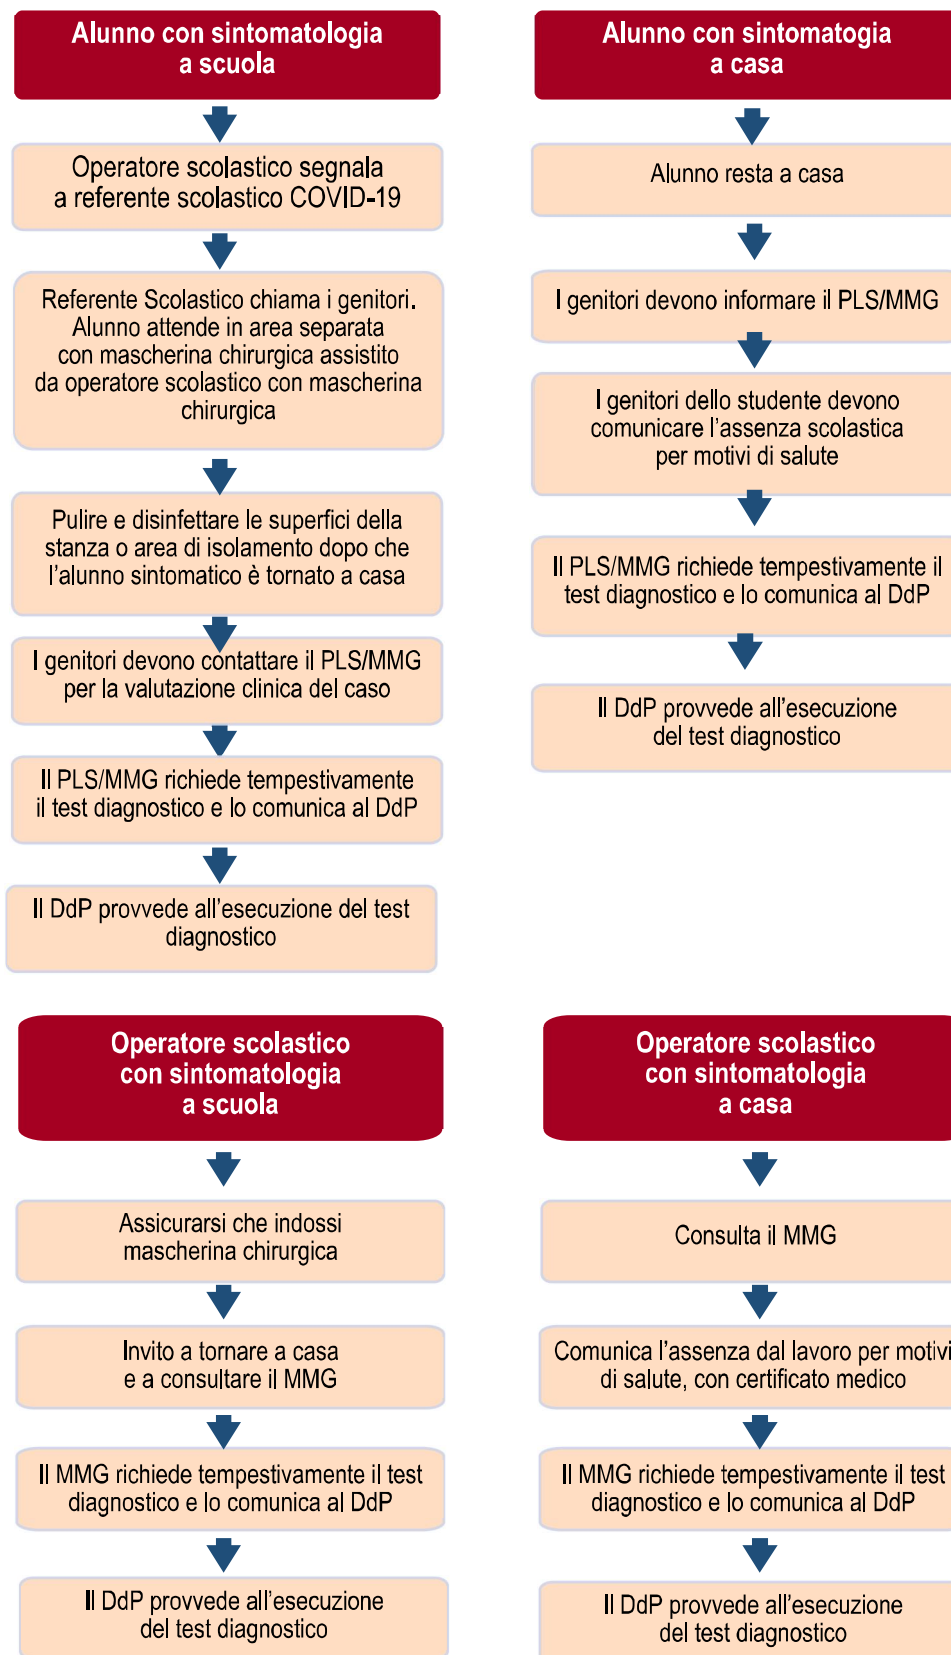 Alunno con sintomatologia
a scuola
Operatore scolastico segnala
a referente scolastico COVID-19
Referente Scolastico chiama i genitori.
Alunno attende in area separata
con mascherina chirurgica assistito
da operatore scolastico con mascherina
chirurgica
Pulire e disinfettare le superfici della
stanza o area di isolamento dopo che
l'alunno sintomatico è tornato a casa
I genitori devono contattare il PLS/MMG
per la valutazione clinica del caso
Il PLS/MMG richiede tempestivamente
il test diagnostico e lo comunica al DdP
Il DdP provvede all'esecuzione del test
diagnostico
Alunno con sintomatogia
a casa
Alunno resta a casa
I genitori devono informare il PLS/MMG
I genitori dello studente devono
comunicare l'assenza scolastica
per motivi di salute
Il PLS/MMG richiede tempestivamente il
test diagnostico e lo comunica al DdP
Il DdP provvede all'esecuzione
del test diagnostico
Operatore scolastico
con sintomatologia
a scuola
Assicurarsi che indossi
mascherina chirurgica
Invito a tornare a casa
e a consultare il MMG
Il MMG richiede tempestivamente il test
diagnostico e lo comunica al DdP
Il DdP provvede all'esecuzione
del test diagnostico
Operatore scolastico
con sintomatologia
a casa
Consulta il MMG
Comunica l'assenza dal lavoro per motivi
di salute, con certificato medico
Il MMG richiede tempestivamente il test
diagnostico e lo comunica al DdP
Il DdP provvede all'esecuzione
del test diagnostico